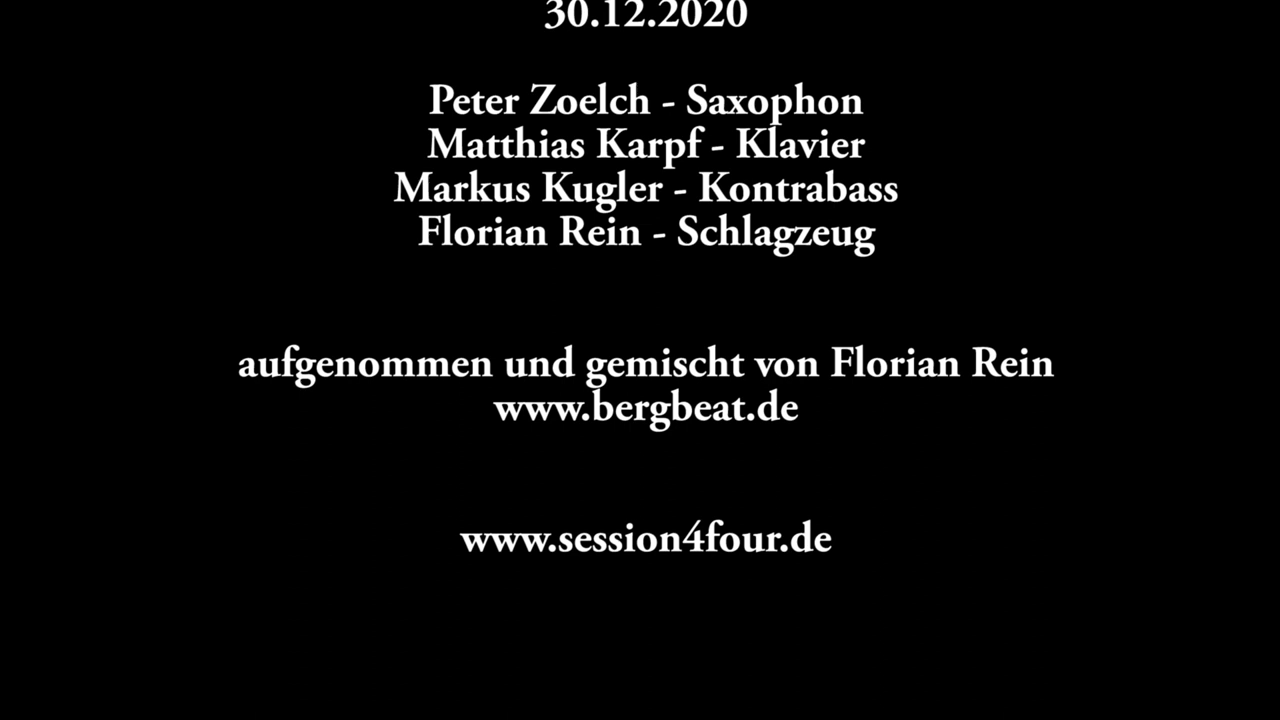 30.12.2020
Peter Zoelch - Saxophon
Matthias Karpf - Klavier
Markus Kugler - Kontrabass
Florian Rein - Schlagzeug
aufgenommen und gemischt von Florian Rein
www.bergbeat.de
www.session4four.de